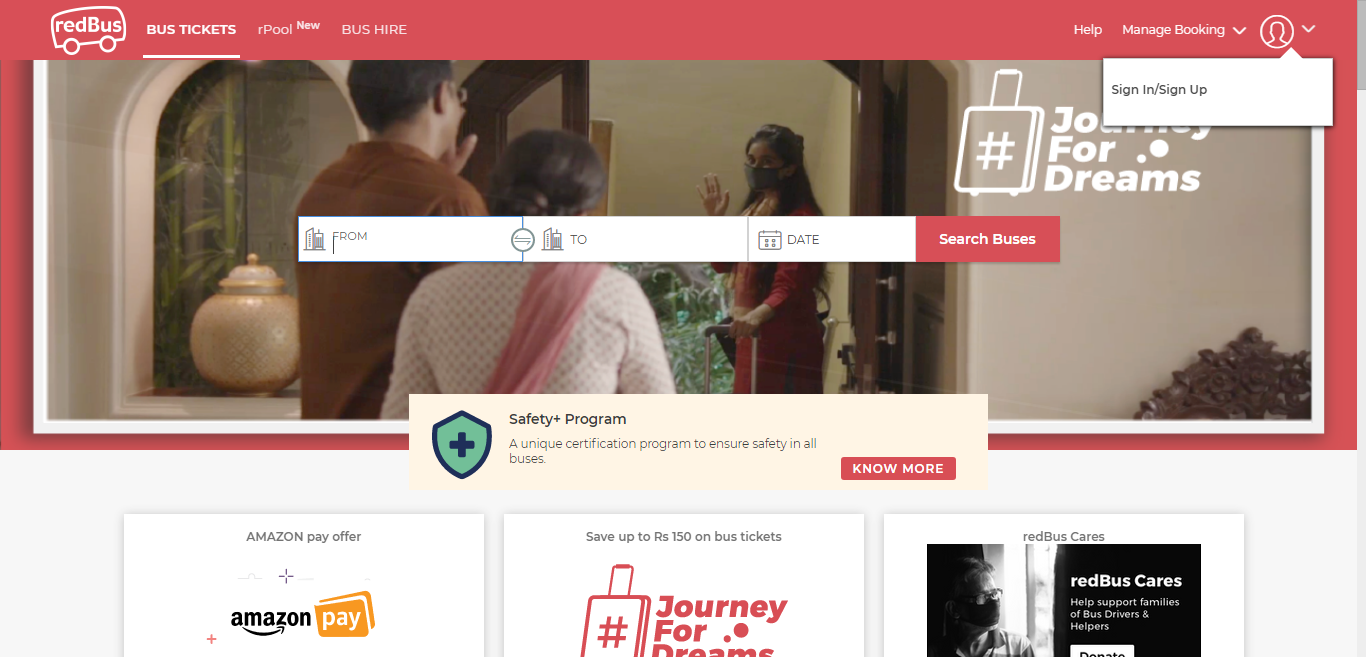 redBus
BUS TICKETS
rPool New
BUS HIRE
Help
Manage Booking
Sign In/Sign Up
#
Journey
For
Dreams
FROM
TO
DATE
Search Buses
Safety+ Program
A unique certification program to ensure safety in all
buses.
KNOW MORE
AMAZON pay offer
amazon pay
Save up to Rs 150 on bus tickets
#
Journey
For
Dreams
redBus Cares
redBus Cares
Help support families
of Bus Drivers &
Helpers
Donate